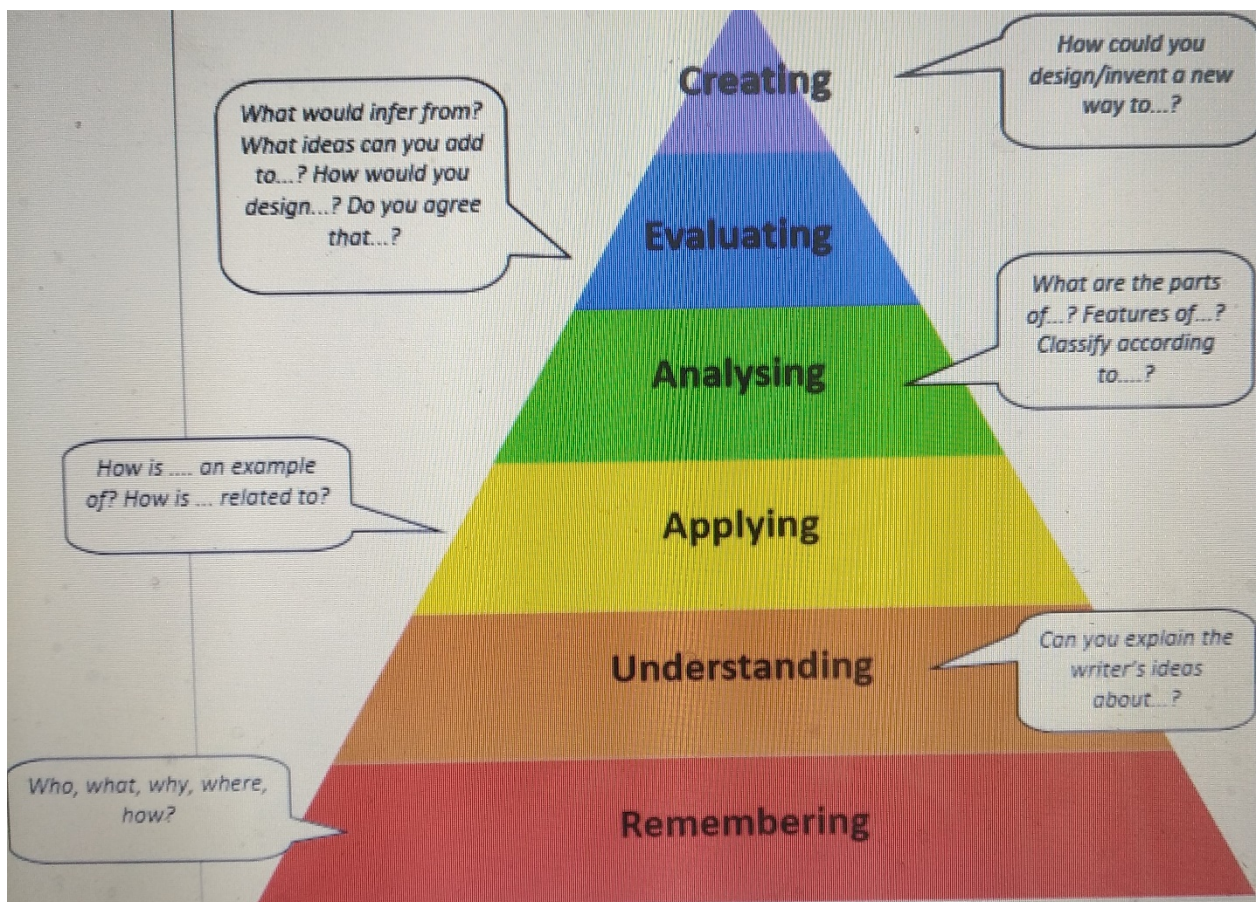 Creating
How could you
design/invent a new
way to...?
What would infer from?
What ideas can you add
to...? How would you
design...? Do you agree
that...?
Evaluating
What are the parts
of...? Features of...?
Classify according
to....?
Analysing
How is .... an example
of? How is ... related to?
Applying
Can you explain the
writer's ideas
about...?
Understanding
Who, what, why, where,
how?
Remembering